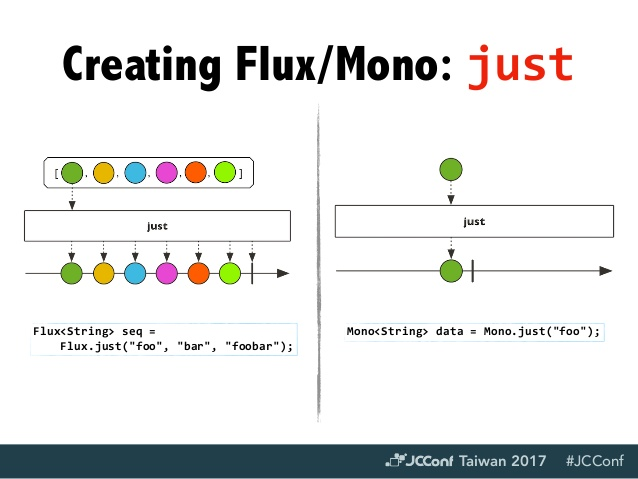 Creating Flux/Mono: just
[ , , , , , ]
just
just
Flux<String> seq =
Flux.just("foo", "bar", "foobar");
Mono<String> data = Mono.just("foo");
JCConf Taiwan 2017 #JCConf